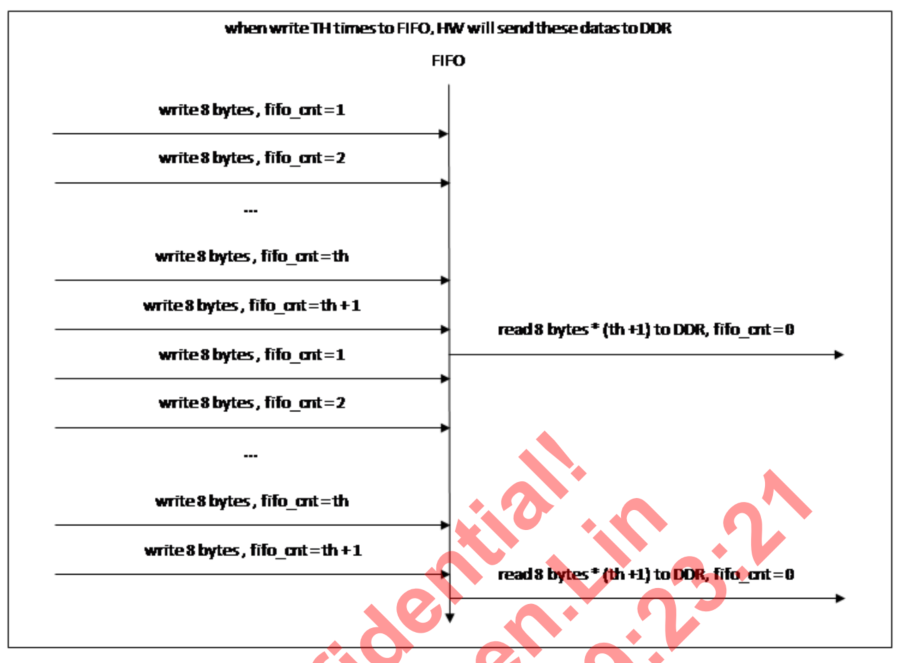 when write TH times to FIFO, HW will send these datas to DDR
FIFO
write 8 bytes, fifo_cnt=1
write 8 bytes, fifo_cnt=2
...
write 8 bytes, fifo_cnt=th
write 8 bytes, fifo_cnt=th+1
read 8 bytes * (th +1) to DDR, fifo_cnt=0
write 8 bytes, fifo_cnt=1
write 8 bytes, fifo_cnt=2
...
write 8 bytes, fifo_cnt=th
write 8 bytes, fifo_cnt=th+1
read 8 bytes * (th +1) to DDR, fifo_cnt=0
fidential!
en.Lin
:23:21